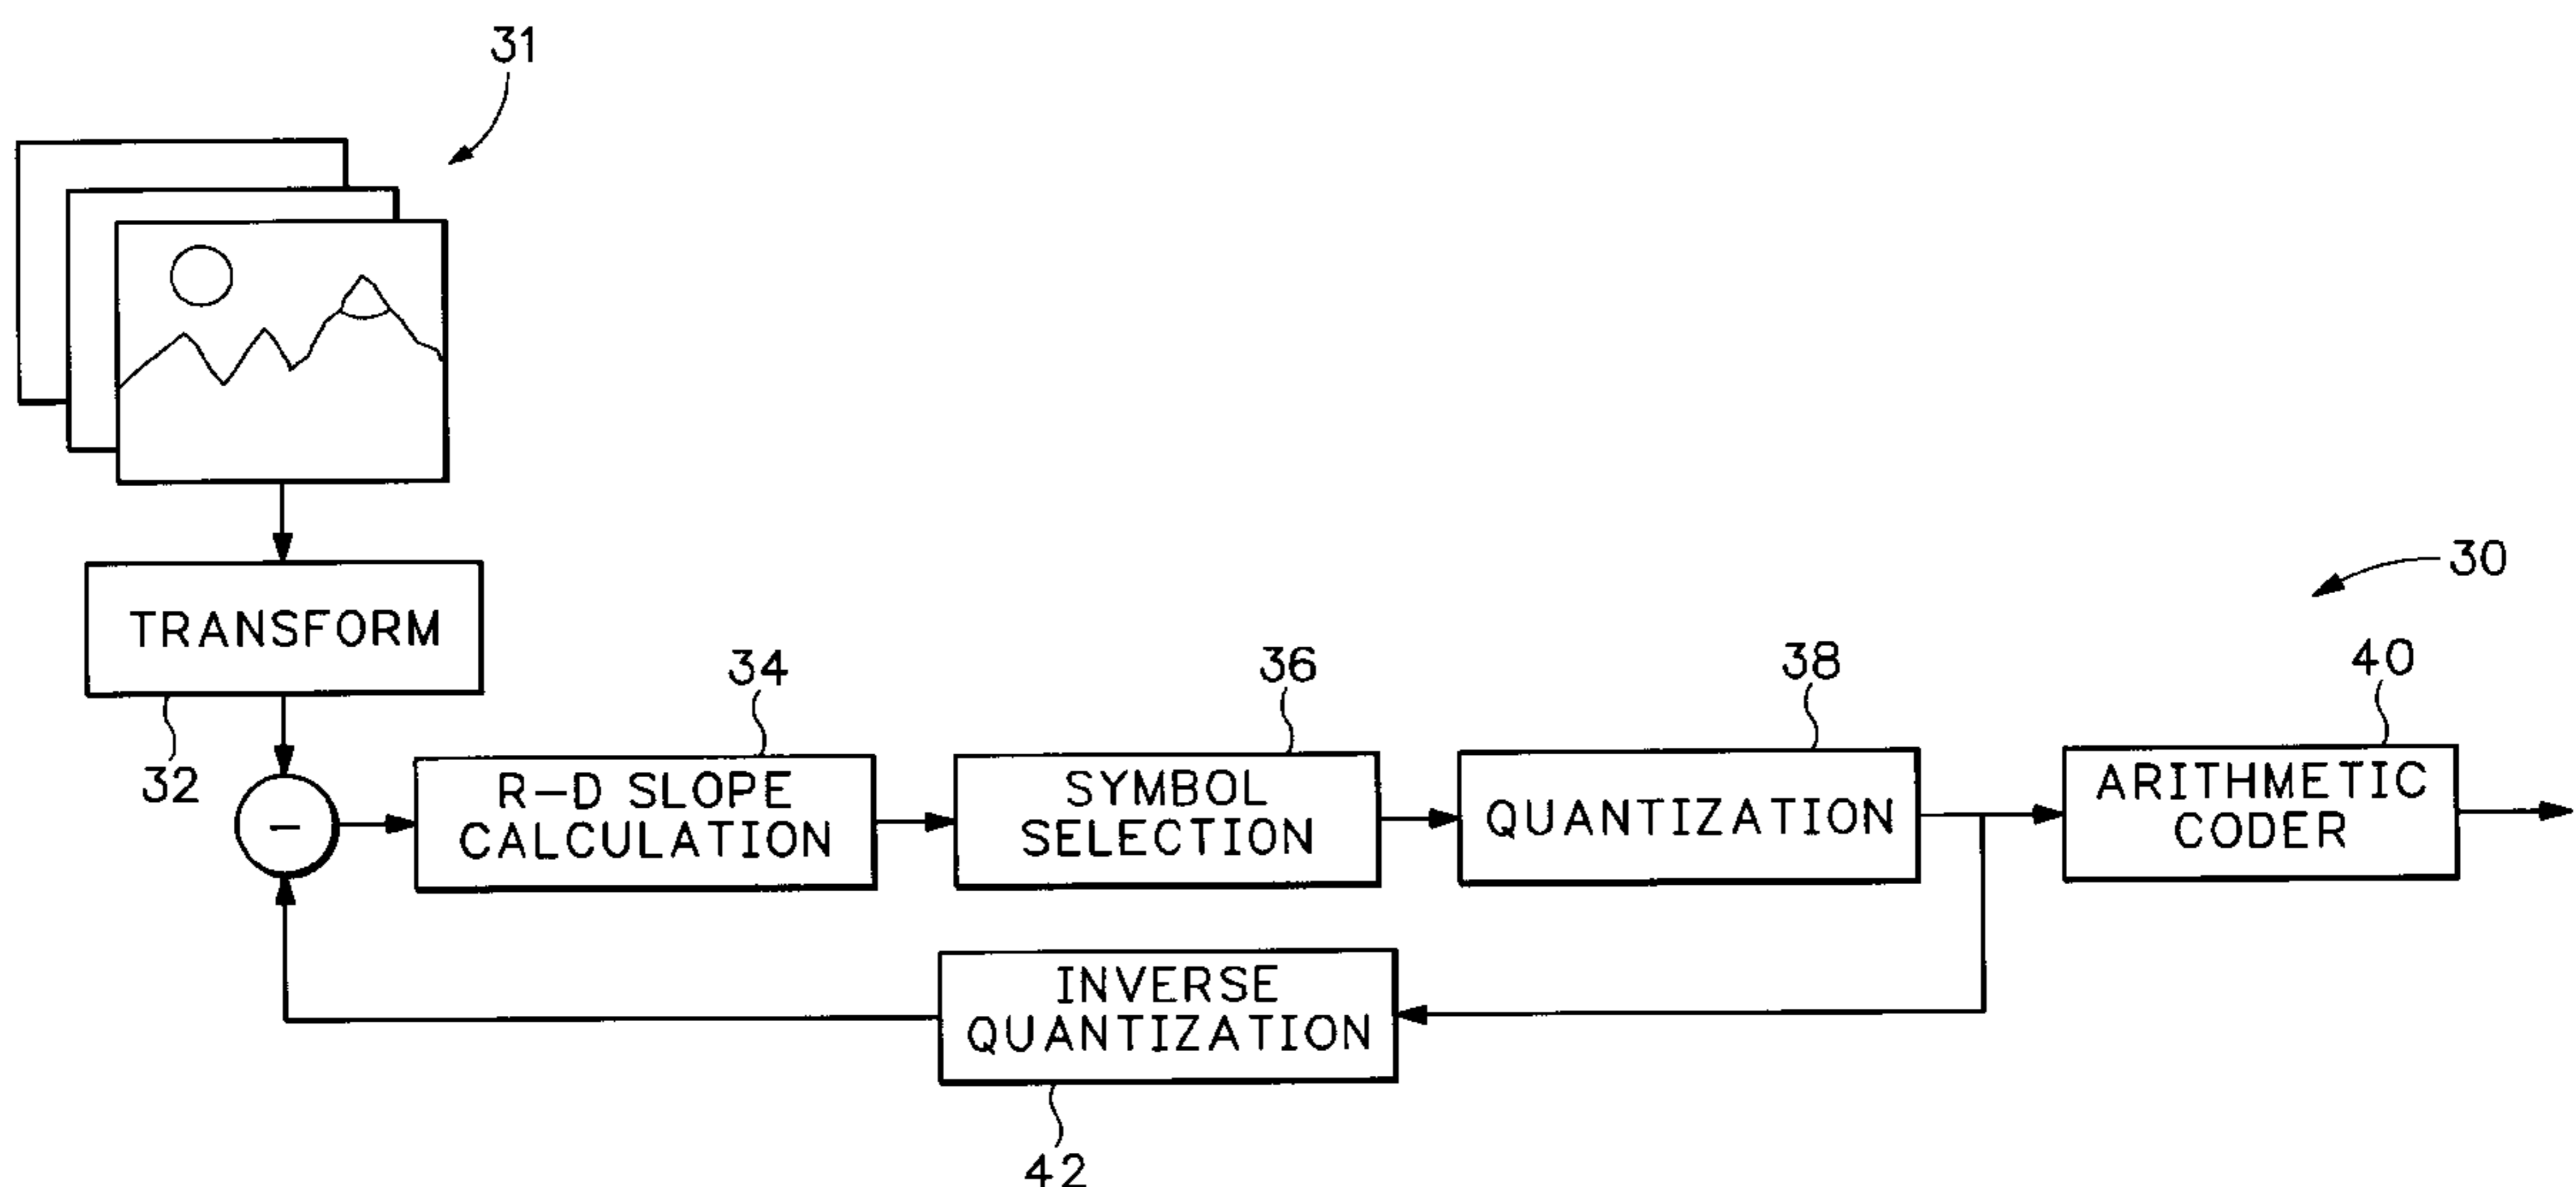 31
TRANSFORM
32
30
34
R-D SLOPE
CALCULATION
36
SYMBOL
SELECTION
38
QUANTIZATION
40
ARITHMETIC
CODER
−
INVERSE
QUANTIZATION
42